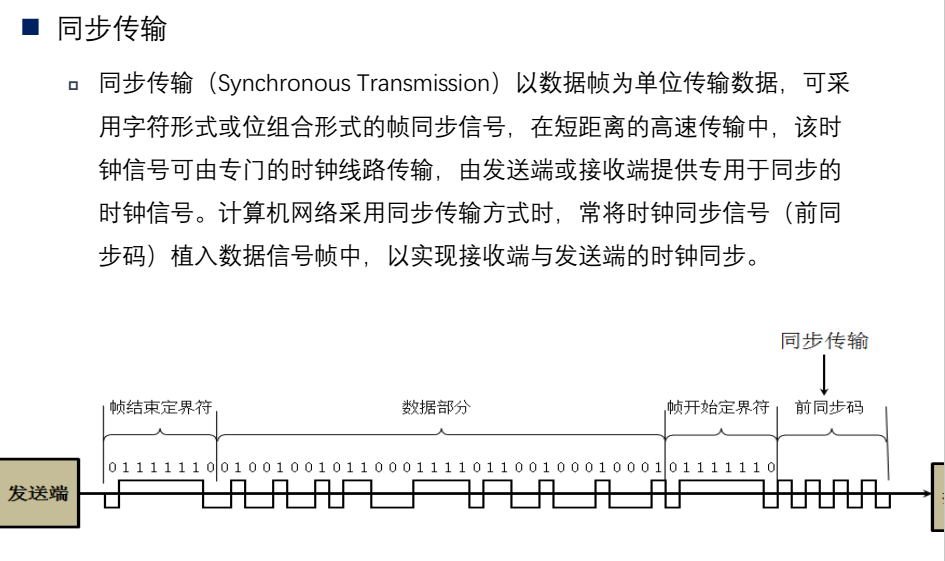 同步传输
同步传输（Synchronous Transmission）以数据帧为单位传输数据，可采
用字符形式或位组合形式的帧同步信号，在短距离的高速传输中，该时
钟信号可由专门的时钟线路传输，由发送端或接收端提供专用于同步的
时钟信号。计算机网络采用同步传输方式时，常将时钟同步信号（前同
步码）植入数据信号帧中，以实现接收端与发送端的时钟同步。
同步传输
帧结束定界符 数据部分 帧开始定界符 前同步码
0 1 1 1 1 1 1 0 0 1 0 0 1 0 0 1 0 1 1 0 0 0 1 1 1 1 0 1 1 0 0 1 0 0 0 1 0 0 0 1 0 1 1 1 1 1 1 0
发送端